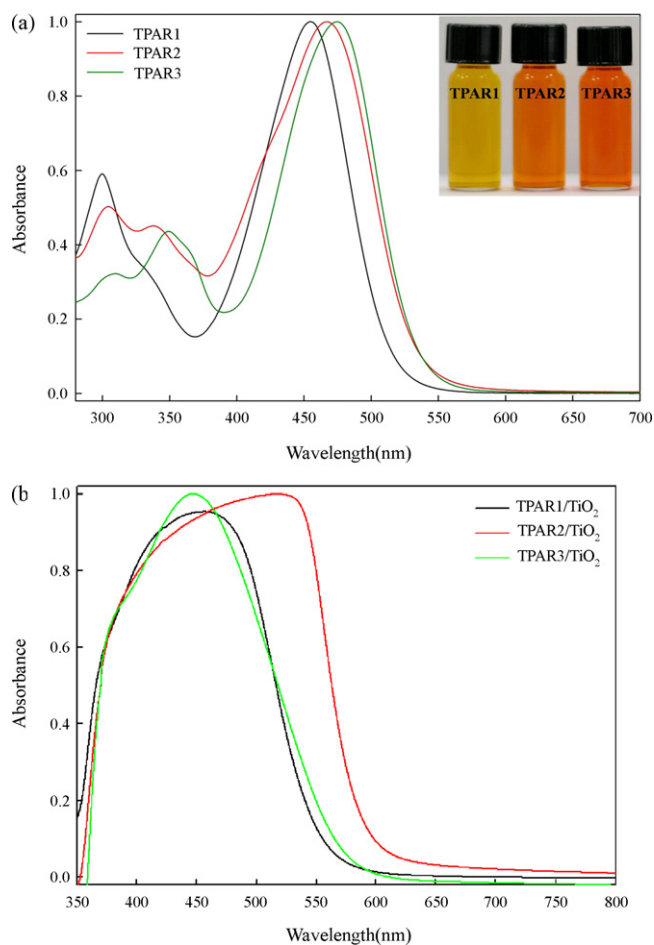 (a)
TPAR1
TPAR2
TPAR3
TPAR1 TPAR2 TPAR3
1.0
0.8
0.6
0.4
0.2
0.0
Absorbance
300 350 400 450 500 550 600 650 700
Wavelength(nm)
(b)
TPAR1/TiO₂
TPAR2/TiO₂
TPAR3/TiO₂
1.0
0.8
0.6
0.4
0.2
0.0
Absorbance
350 400 450 500 550 600 650 700 750 800
Wavelength(nm)